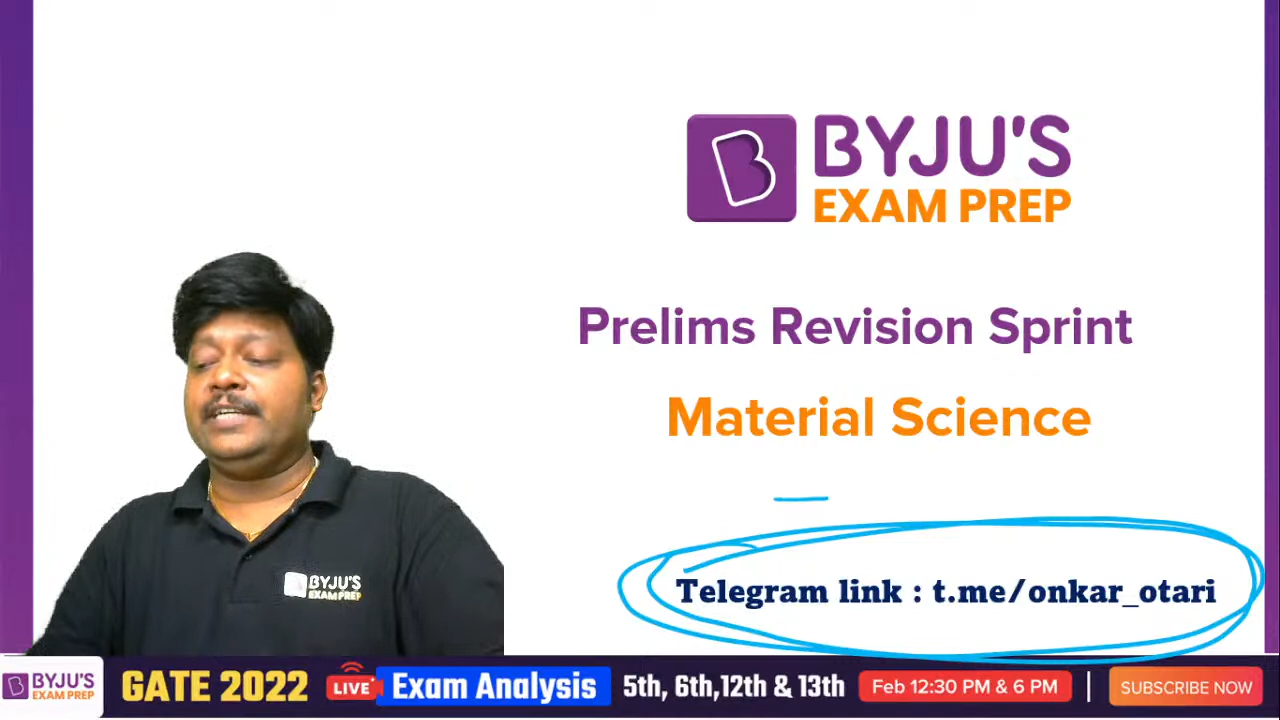 BYJU'S
EXAM PREP
Prelims Revision Sprint
Material Science
Telegram link : t.me/onkar_otari
BYJU'S
EXAM PREP
BYJU'S
EXAM PREP
GATE 2022
LIVE
Exam Analysis
5th, 6th,12th & 13th
Feb 12:30 PM & 6 PM
SUBSCRIBE NOW